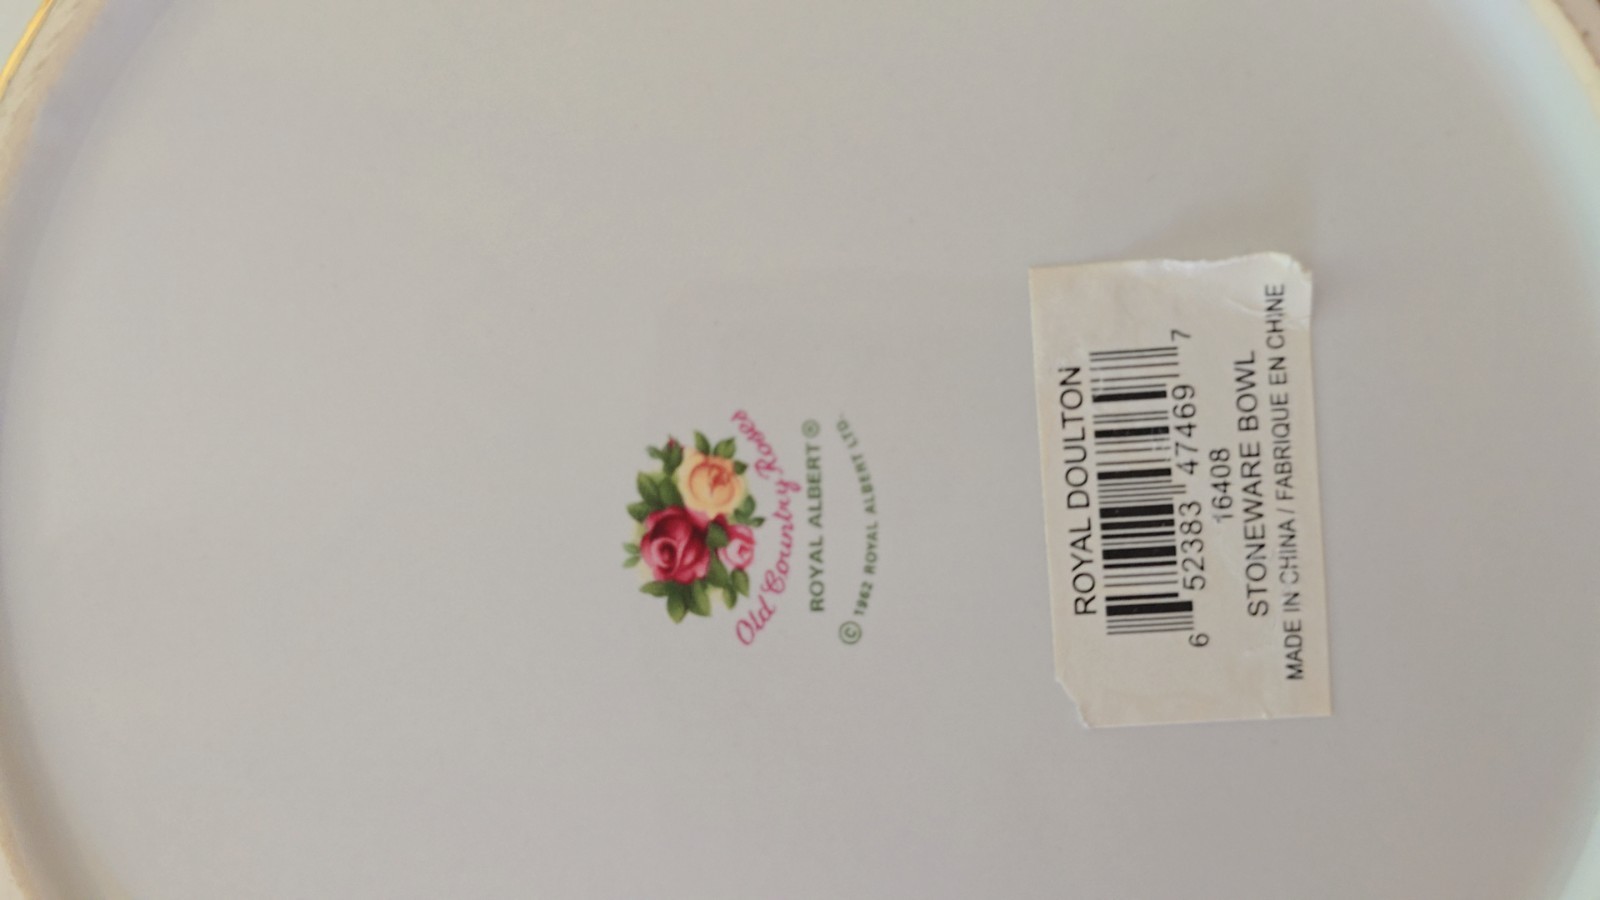 Old Country Roses
ROYAL ALBERT ®
© 1962 ROYAL ALBERT LTD
ROYAL DOULTON
6 52383 47469 7
16408
STONEWARE BOWL
MADE IN CHINA / FABRIQUE EN CHINE